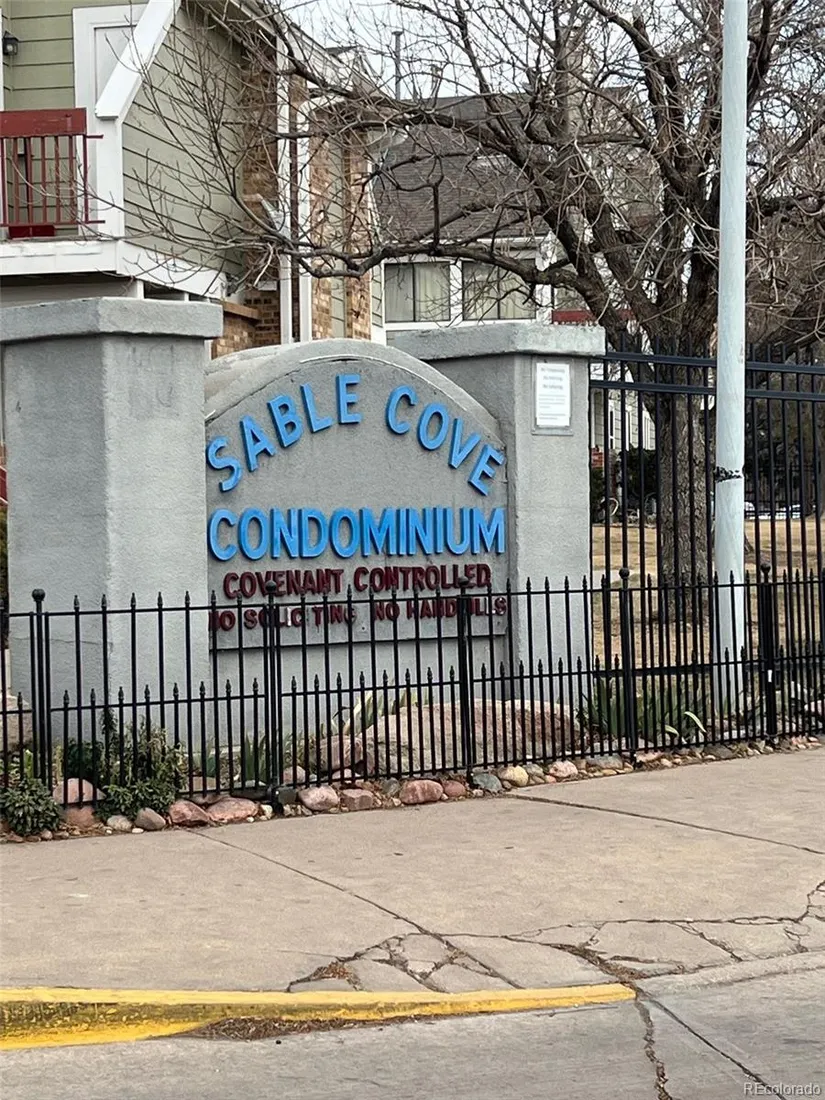 SABLE COVE
CONDOMINIUM
COVENANT CONTROLLED
NO SOLICITING NO HANDBILLS
REcolorado